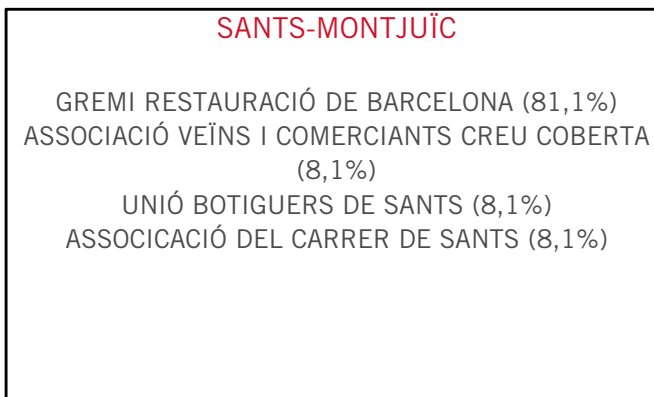 SANTS-MONTJUÏC
GREMI RESTAURACIÓ DE BARCELONA (81,1%)
ASSOCIACIÓ VEÏNS I COMERCIANTS CREU COBERTA
(8,1%)
UNIÓ BOTIGUERS DE SANTS (8,1%)
ASSOCICACIÓ DEL CARRER DE SANTS (8,1%)